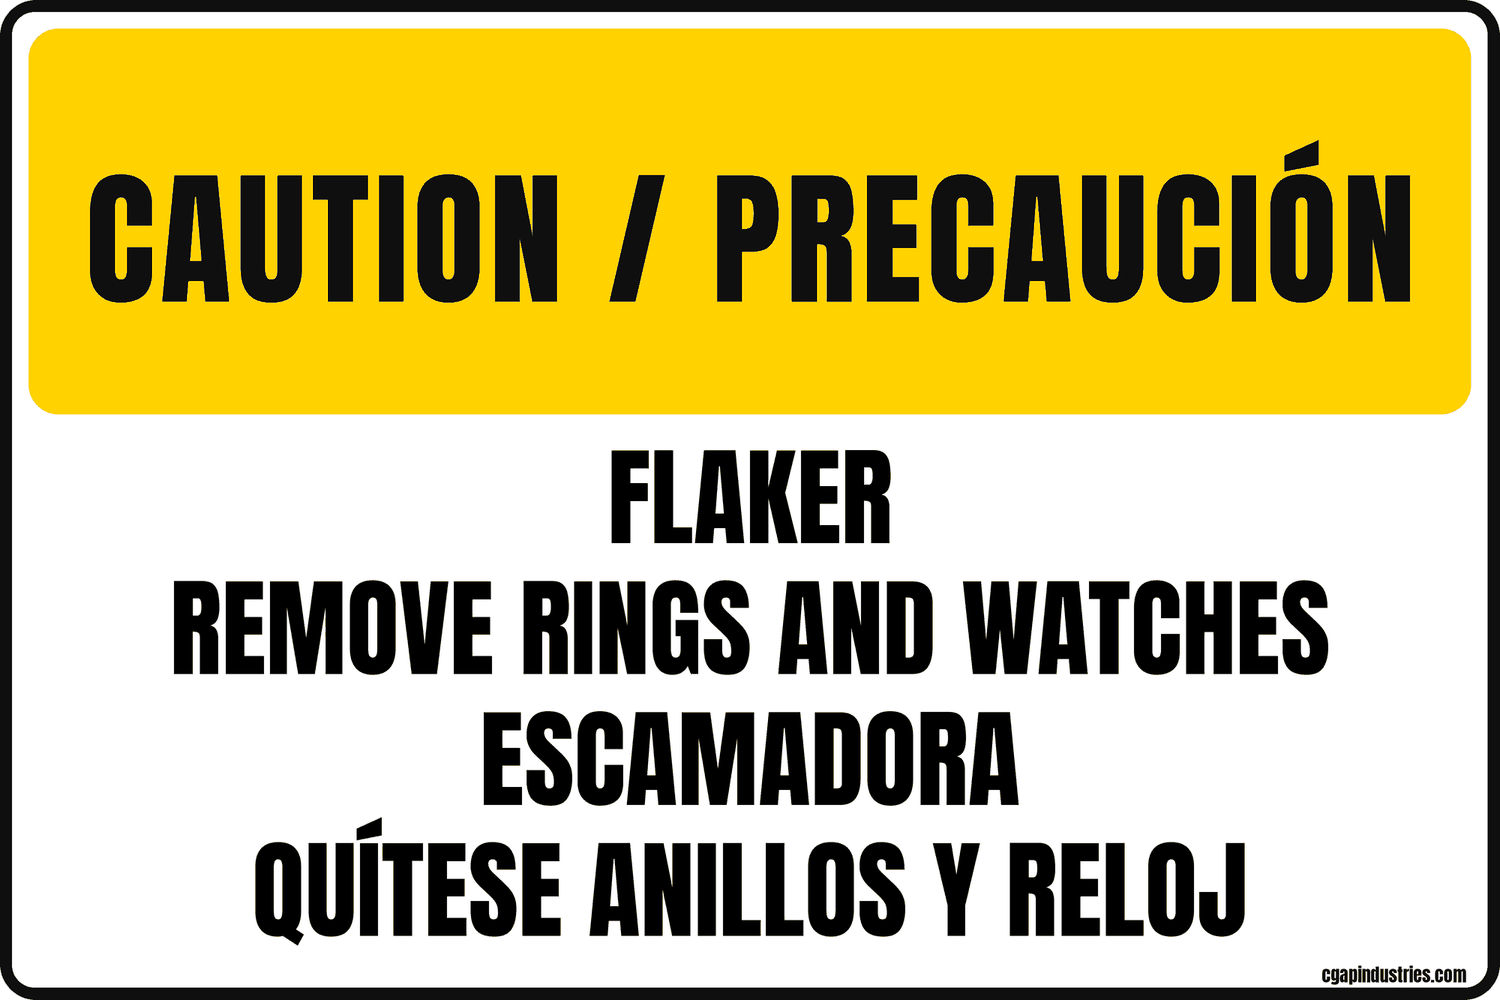 CAUTION / PRECAUCIÓN
FLAKER
REMOVE RINGS AND WATCHES
ESCAMADORA
QUÍTESE ANILLOS Y RELOJ
cgapindustries.com